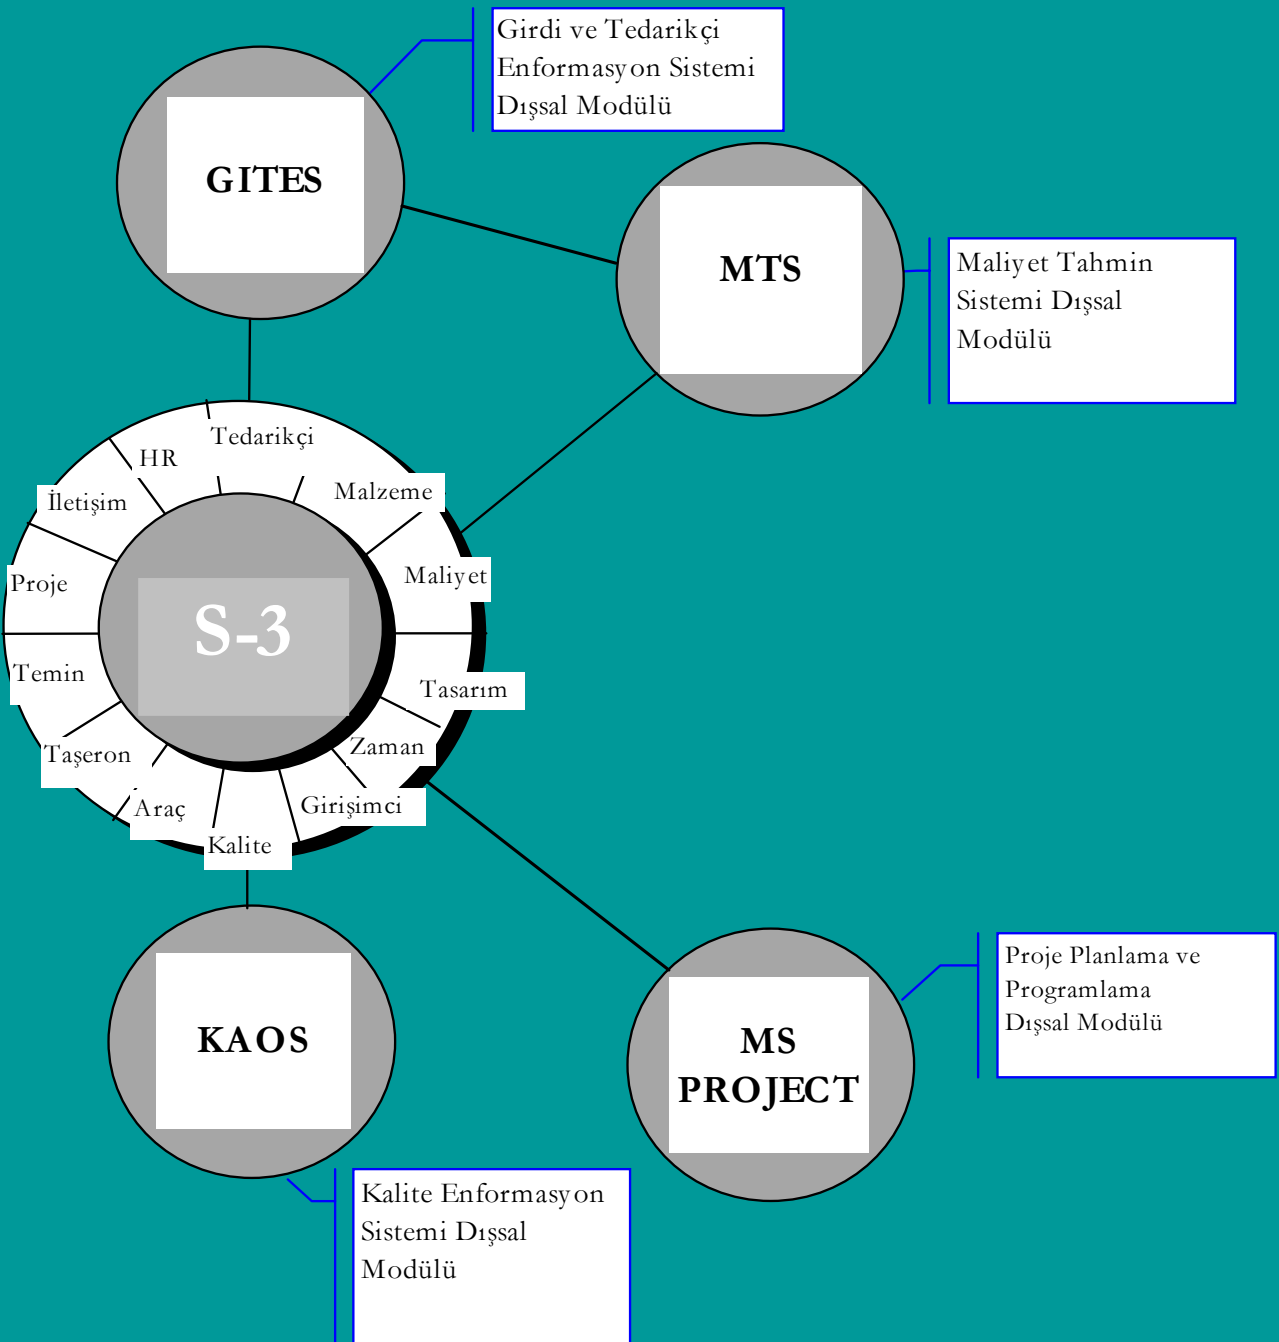 Girdi ve Tedarikçi
Enformasyon Sistemi
Dışsal Modülü
GITES
MTS
Maliyet Tahmin
Sistemi Dışsal
Modülü
Tedarikçi
HR
Malzeme
İletişim
Maliyet
Proje
S-3
Temin
Tasarım
Taşeron
Zaman
Araç
Girişimci
Kalite
Proje Planlama ve
Programlama
Dışsal Modülü
KAOS
MS
PROJECT
Kalite Enformasyon
Sistemi Dışsal
Modülü